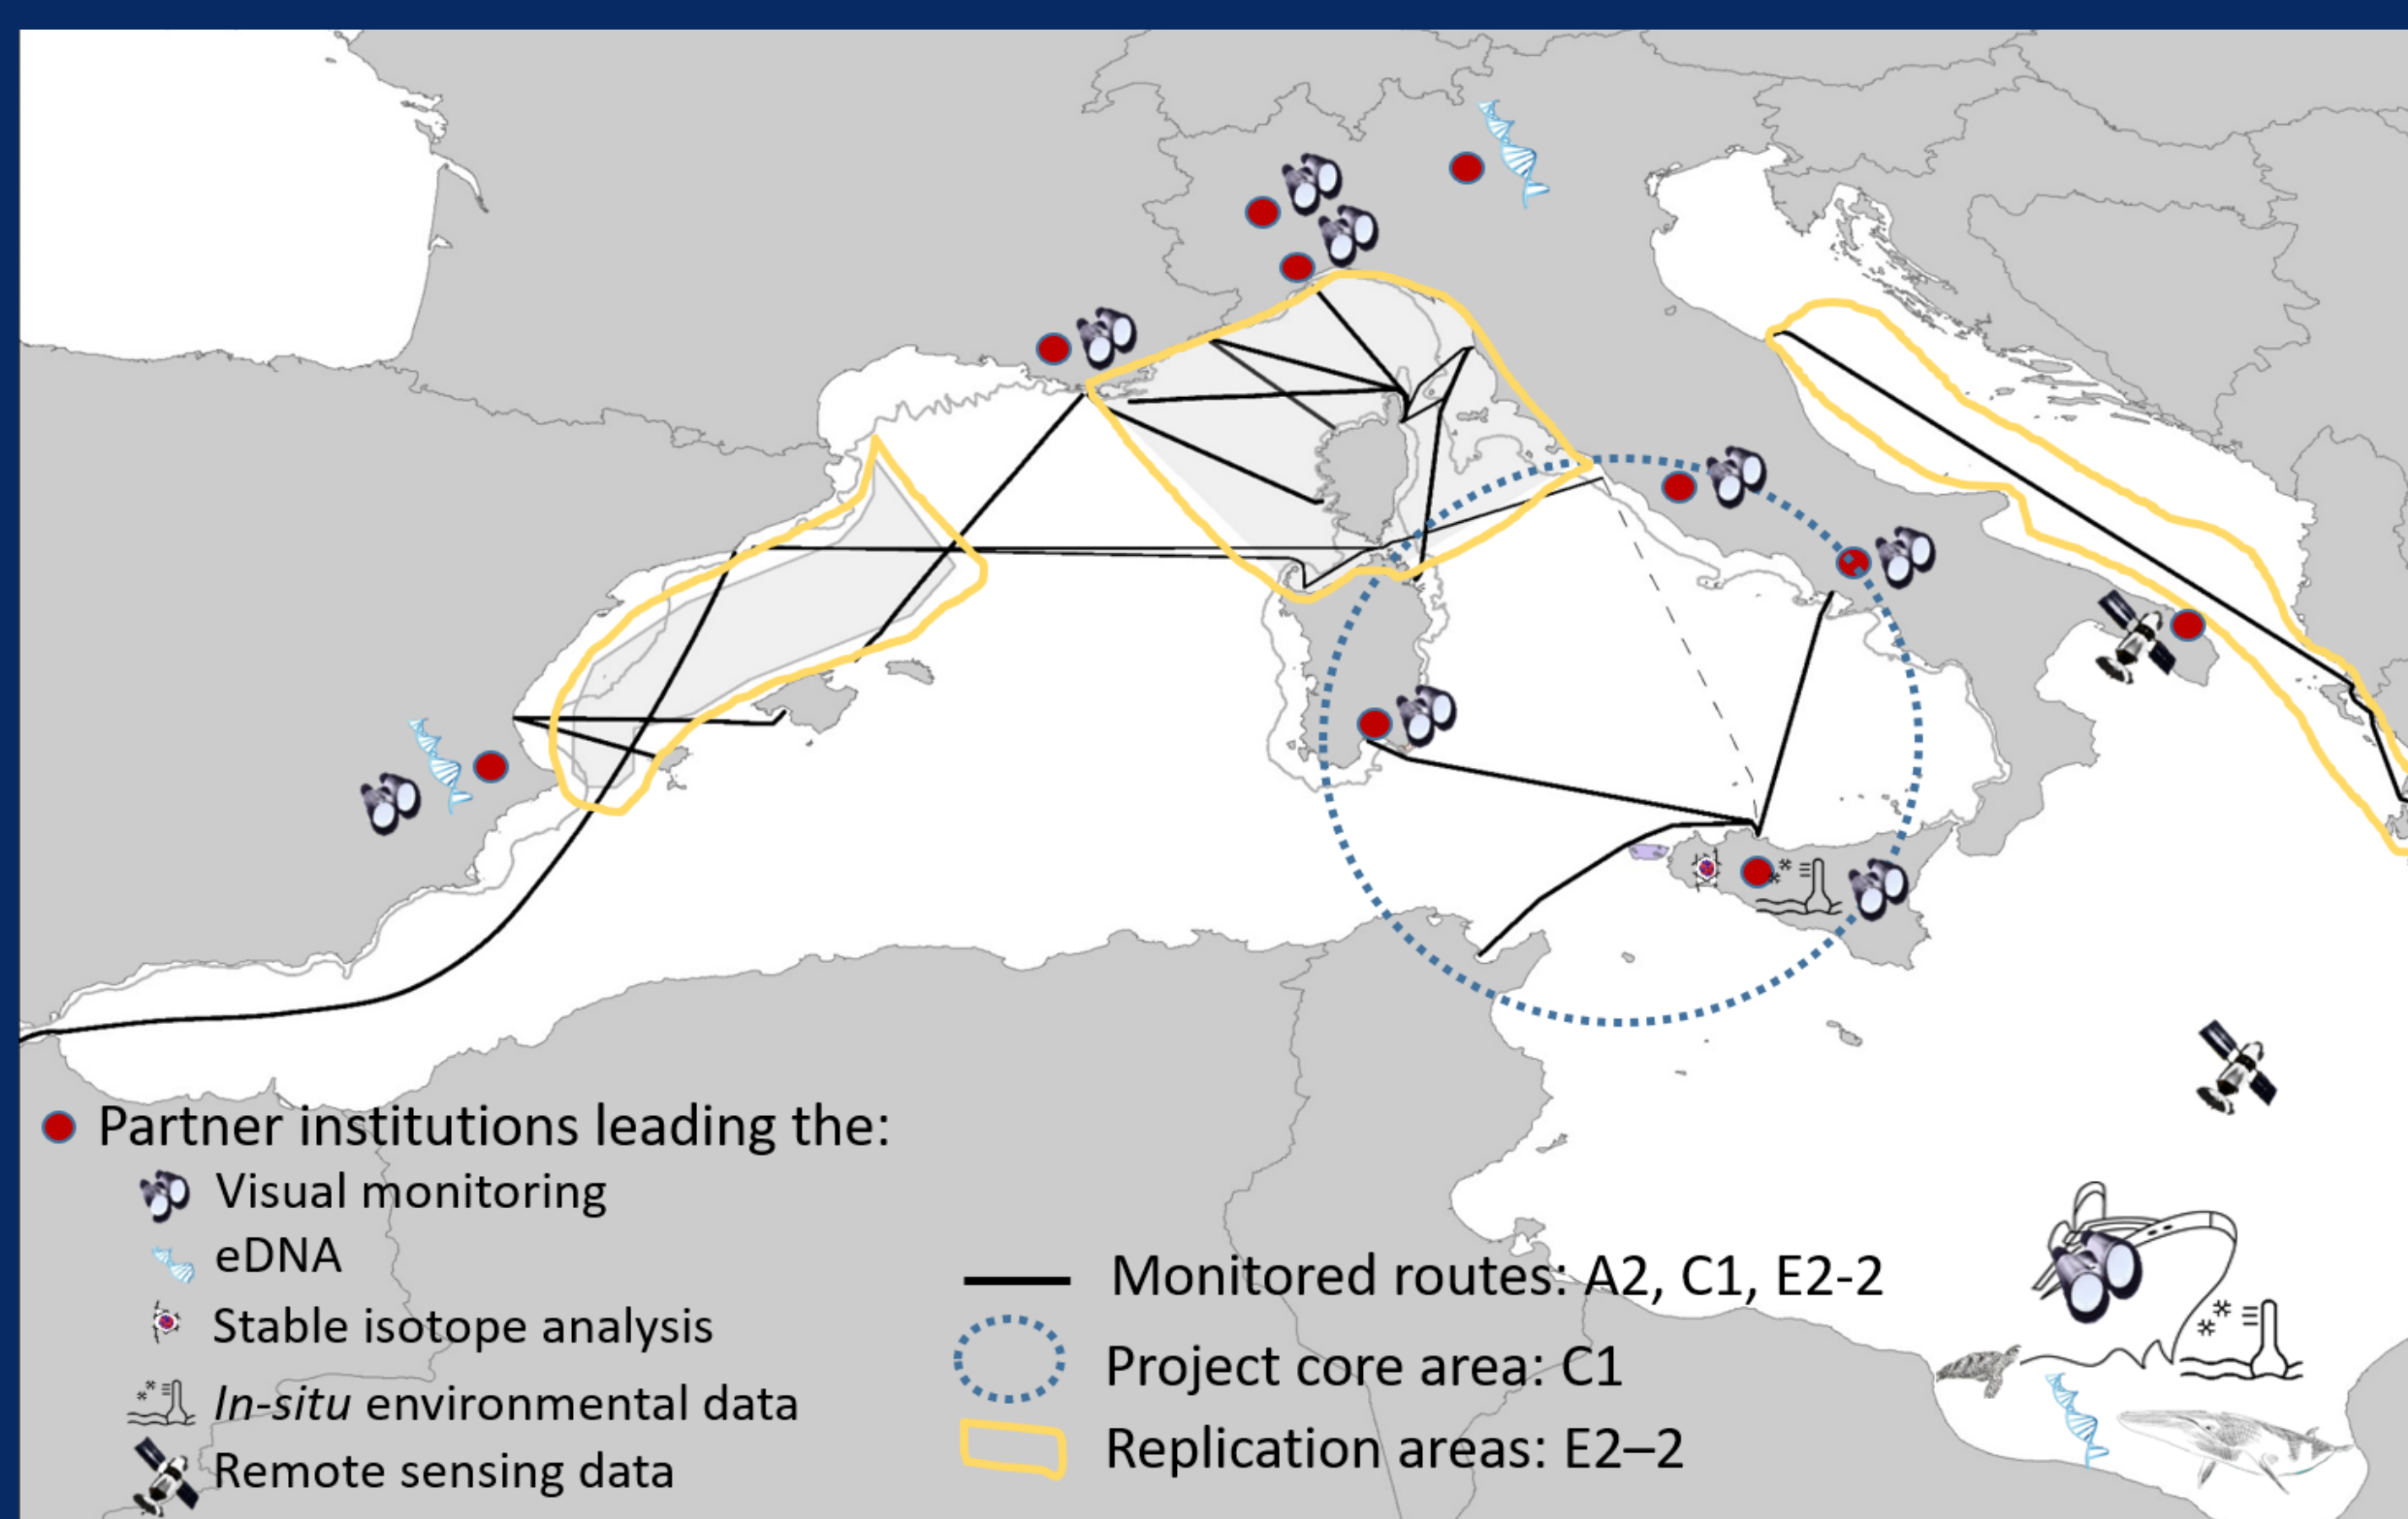 Partner institutions leading the:
Visual monitoring
eDNA
Stable isotope analysis
In-situ environmental data
Remote sensing data
Monitored routes: A2, C1, E2-2
Project core area: C1
Replication areas: E2–2